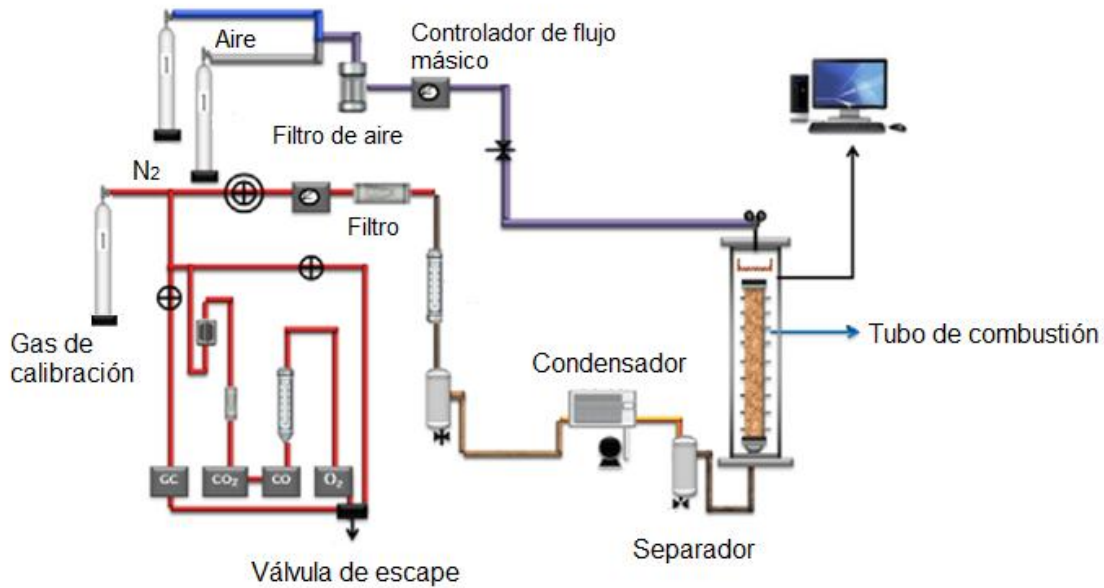 Aire
Controlador de flujo
másico
Filtro de aire
N2
Filtro
Gas de
calibración
Condensador
Tubo de combustión
GC
CO2
CO
O2
Separador
Válvula de escape